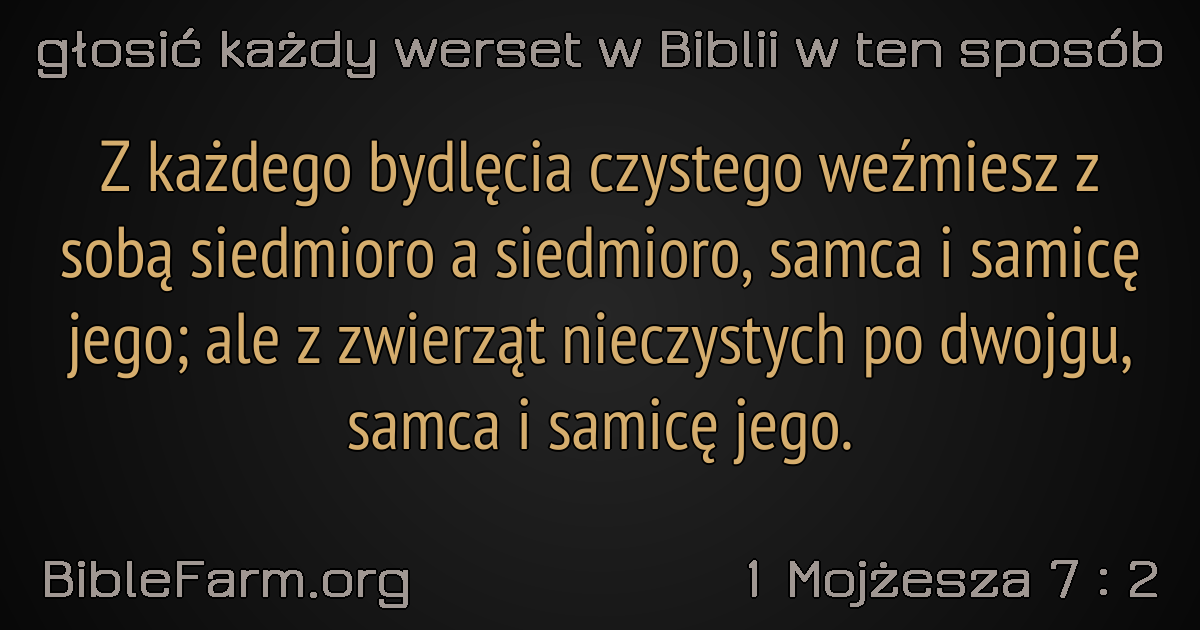 głosić każdy werset w Biblii w ten sposób
Z każdego bydlęcia czystego weźmiesz z
sobą siedmioro a siedmioro, samca i samicę
jego; ale z zwierząt nieczystych po dwojgu,
samca i samicę jego.
BibleFarm.org
1 Mojżesza 7 : 2